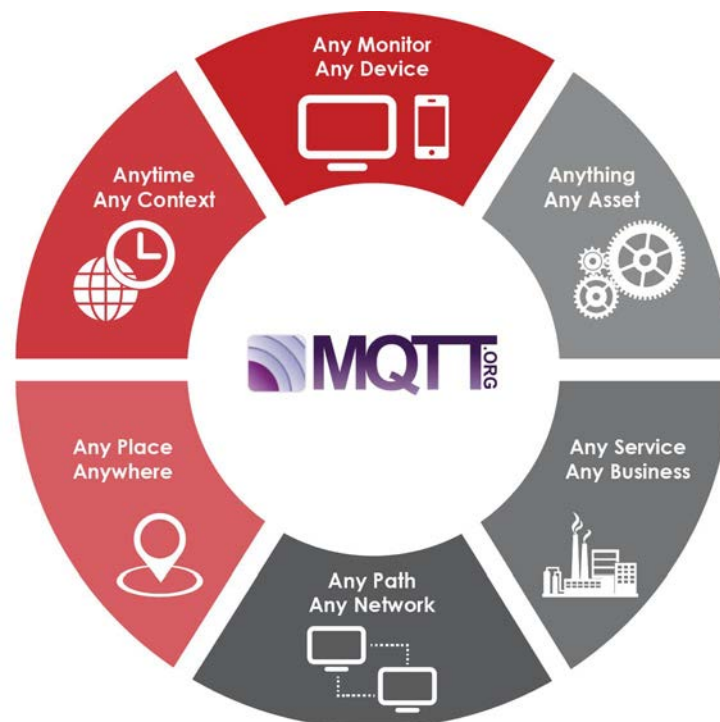 Any Monitor
Any Device
Anything
Any Asset
Any Service
Any Business
Any Path
Any Network
Any Place
Anywhere
Anytime
Any Context
MQTT.ORG